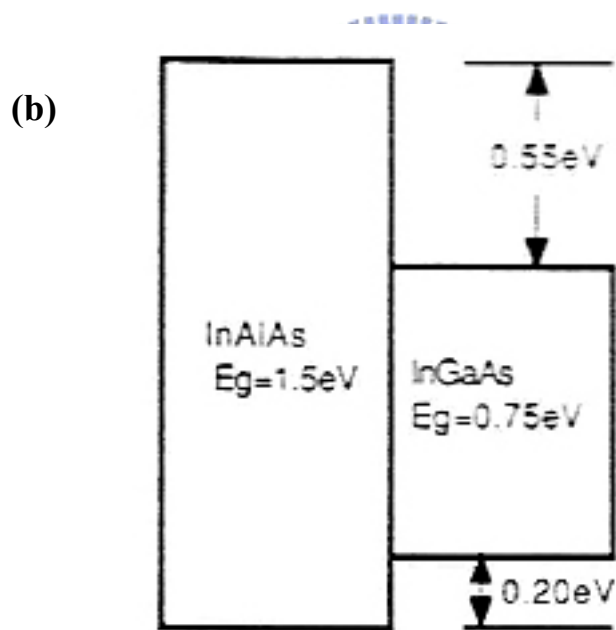 (b)
0.55eV
InAlAs
Eg=1.5eV
InGaAs
Eg=0.75eV
0.20eV